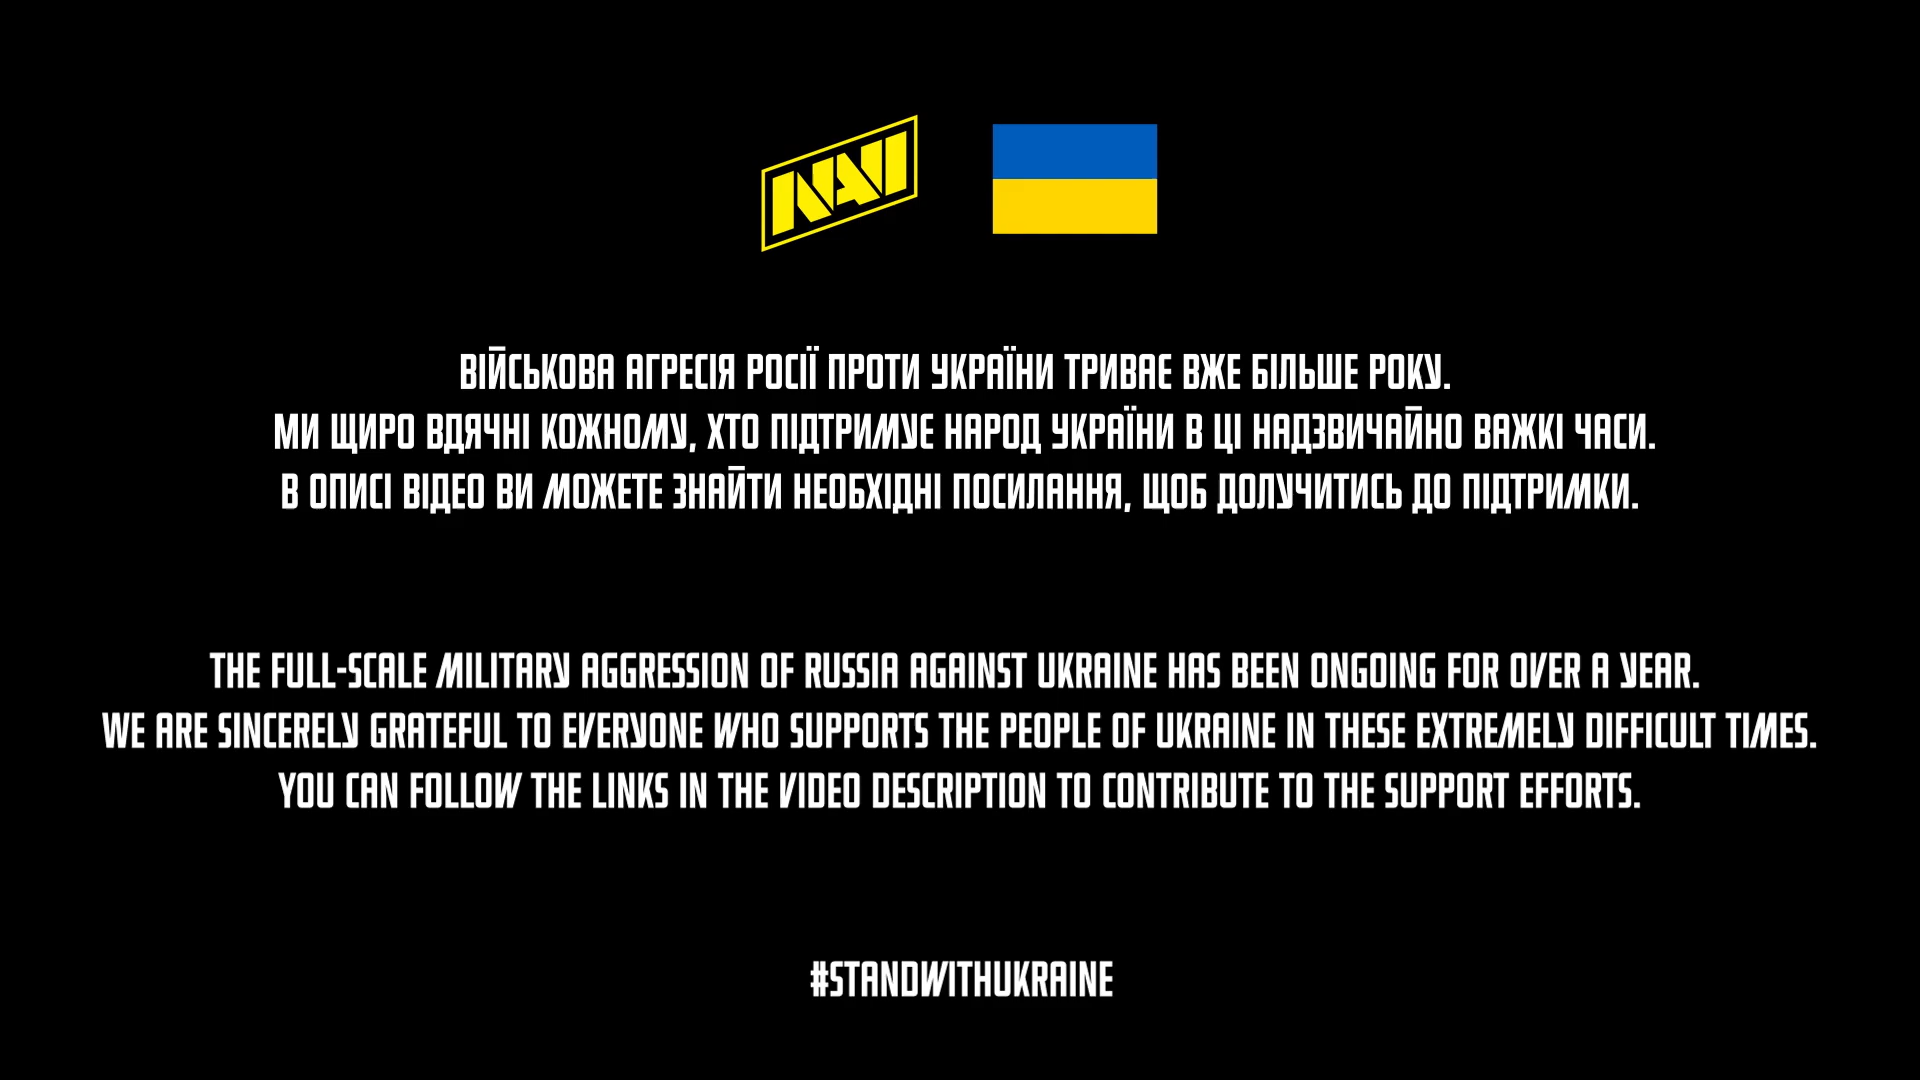 NAVI
ВІЙСЬКОВА АГРЕСІЯ РОСІЇ ПРОТИ УКРАЇНИ ТРИВАЄ ВЖЕ БІЛЬШЕ РОКУ.
МИ ЩИРО ВДЯЧНІ КОЖНОМУ, ХТО ПІДТРИМУЄ НАРОД УКРАЇНИ В ЦІ НАДЗВИЧАЙНО ВАЖКІ ЧАСИ.
В ОПИСІ ВІДЕО ВИ МОЖЕТЕ ЗНАЙТИ НЕОБХІДНІ ПОСИЛАННЯ, ЩОБ ДОЛУЧИТИСЬ ДО ПІДТРИМКИ.
THE FULL-SCALE MILITARY AGGRESSION OF RUSSIA AGAINST UKRAINE HAS BEEN ONGOING FOR OVER A YEAR.
WE ARE SINCERELY GRATEFUL TO EVERYONE WHO SUPPORTS THE PEOPLE OF UKRAINE IN THESE EXTREMELY DIFFICULT TIMES.
YOU CAN FOLLOW THE LINKS IN THE VIDEO DESCRIPTION TO CONTRIBUTE TO THE SUPPORT EFFORTS.
#STANDWITHUKRAINE